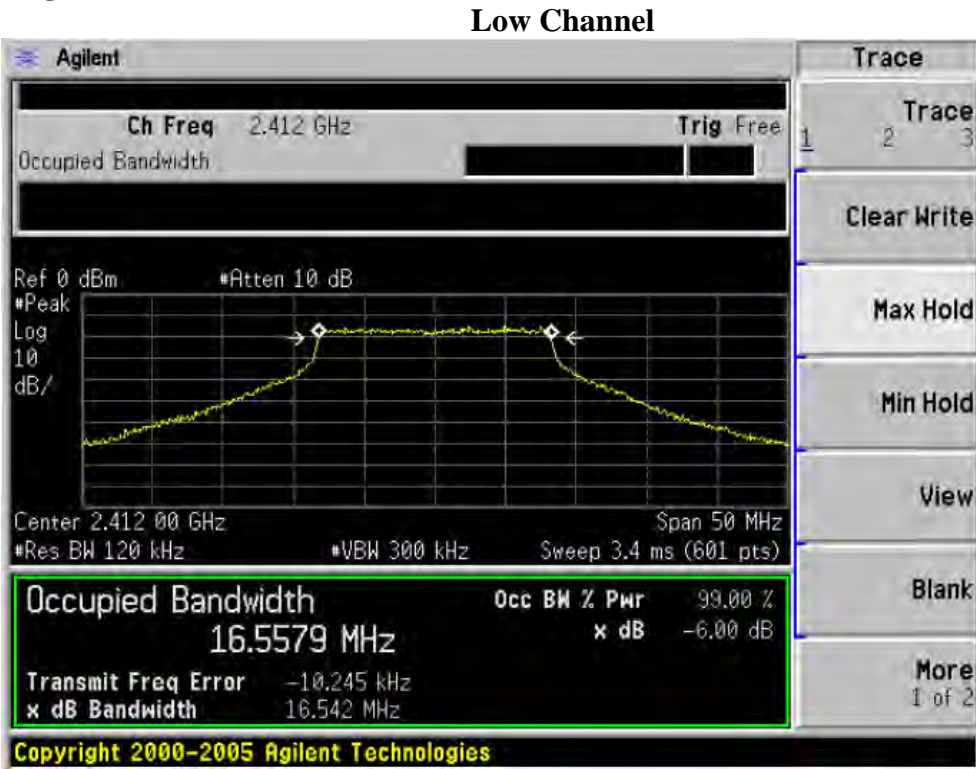 Low Channel
Agilent
Trace
Ch Freq 2.412 GHz Trig Free
Occupied Bandwidth
Trace
1 2 3
Clear Write
Ref 0 dBm #Atten 10 dB
#Peak
Log
10
dB/
Max Hold
Min Hold
View
Center 2.412 00 GHz Span 50 MHz
#Res BW 120 kHz #VBW 300 kHz Sweep 3.4 ms (601 pts)
Occupied Bandwidth
16.5579 MHz
Occ BW % Pwr 99.00 %
x dB -6.00 dB
Transmit Freq Error -10.245 kHz
x dB Bandwidth 16.542 MHz
Blank
More
1 of 2
Copyright 2000-2005 Agilent Technologies